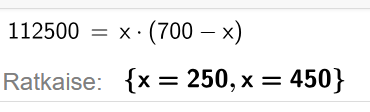 112500 = x · (700 − x)
Ratkaise: {x = 250, x = 450}